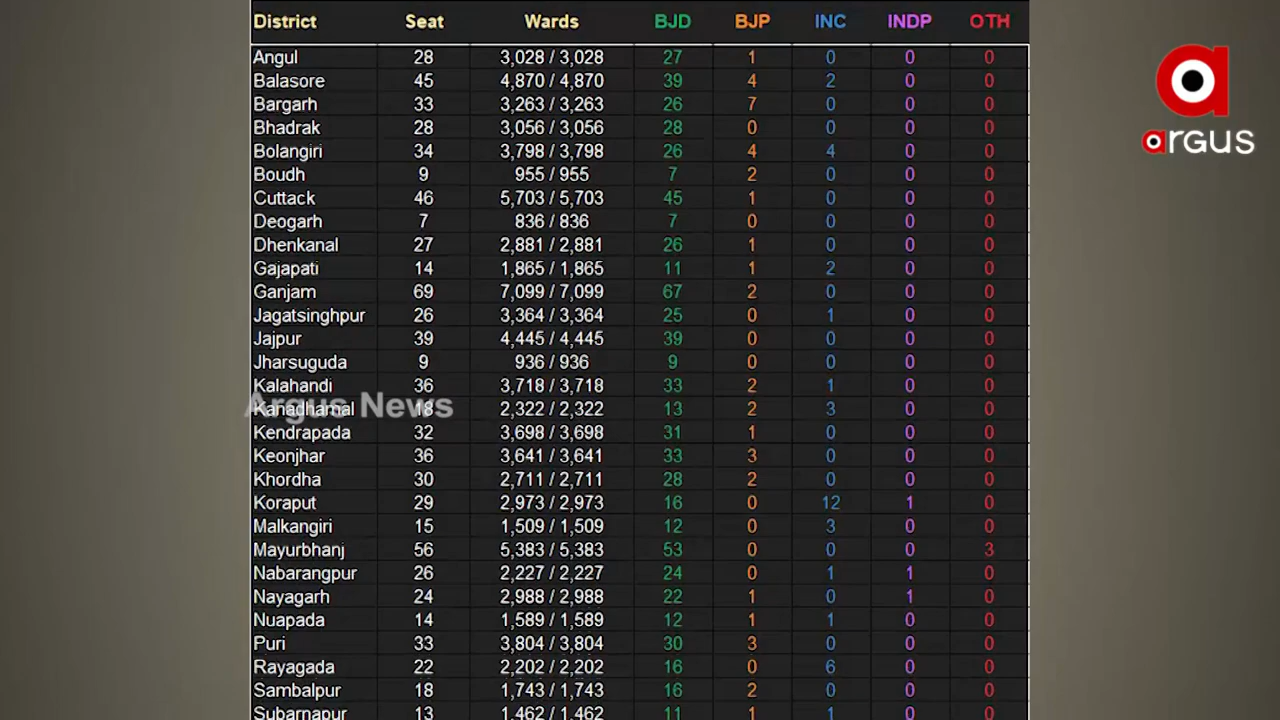 District Seat Wards BJD BJP INC INDP OTH
Angul 28 3,028 / 3,028 27 1 0 0 0
Balasore 45 4,870 / 4,870 39 4 2 0 0
Bargarh 33 3,263 / 3,263 26 7 0 0 0
Bhadrak 28 3,056 / 3,056 28 0 0 0 0
Bolangiri 34 3,798 / 3,798 26 4 4 0 0
Boudh 9 955 / 955 7 2 0 0 0
Cuttack 46 5,703 / 5,703 45 1 0 0 0
Deogarh 7 836 / 836 7 0 0 0 0
Dhenkanal 27 2,881 / 2,881 26 1 0 0 0
Gajapati 14 1,865 / 1,865 11 1 2 0 0
Ganjam 69 7,099 / 7,099 67 2 0 0 0
Jagatsinghpur 26 3,364 / 3,364 25 0 1 0 0
Jajpur 39 4,445 / 4,445 39 0 0 0 0
Jharsuguda 9 936 / 936 9 0 0 0 0
Kalahandi 36 3,718 / 3,718 33 2 1 0 0
Kanadhamal 18 2,322 / 2,322 13 2 3 0 0
Kendrapada 32 3,698 / 3,698 31 1 0 0 0
Keonjhar 36 3,641 / 3,641 33 3 0 0 0
Khordha 30 2,711 / 2,711 28 2 0 0 0
Koraput 29 2,973 / 2,973 16 0 12 1 0
Malkangiri 15 1,509 / 1,509 12 0 3 0 0
Mayurbhanj 56 5,383 / 5,383 53 0 0 0 3
Nabarangpur 26 2,227 / 2,227 24 0 1 1 0
Nayagarh 24 2,988 / 2,988 22 1 0 1 0
Nuapada 14 1,589 / 1,589 12 1 1 0 0
Puri 33 3,804 / 3,804 30 3 0 0 0
Rayagada 22 2,202 / 2,202 16 0 6 0 0
Sambalpur 18 1,743 / 1,743 16 2 0 0 0
Subarnapur 13 1,462 / 1,462 11 1 1 0 0
Argus News
argus